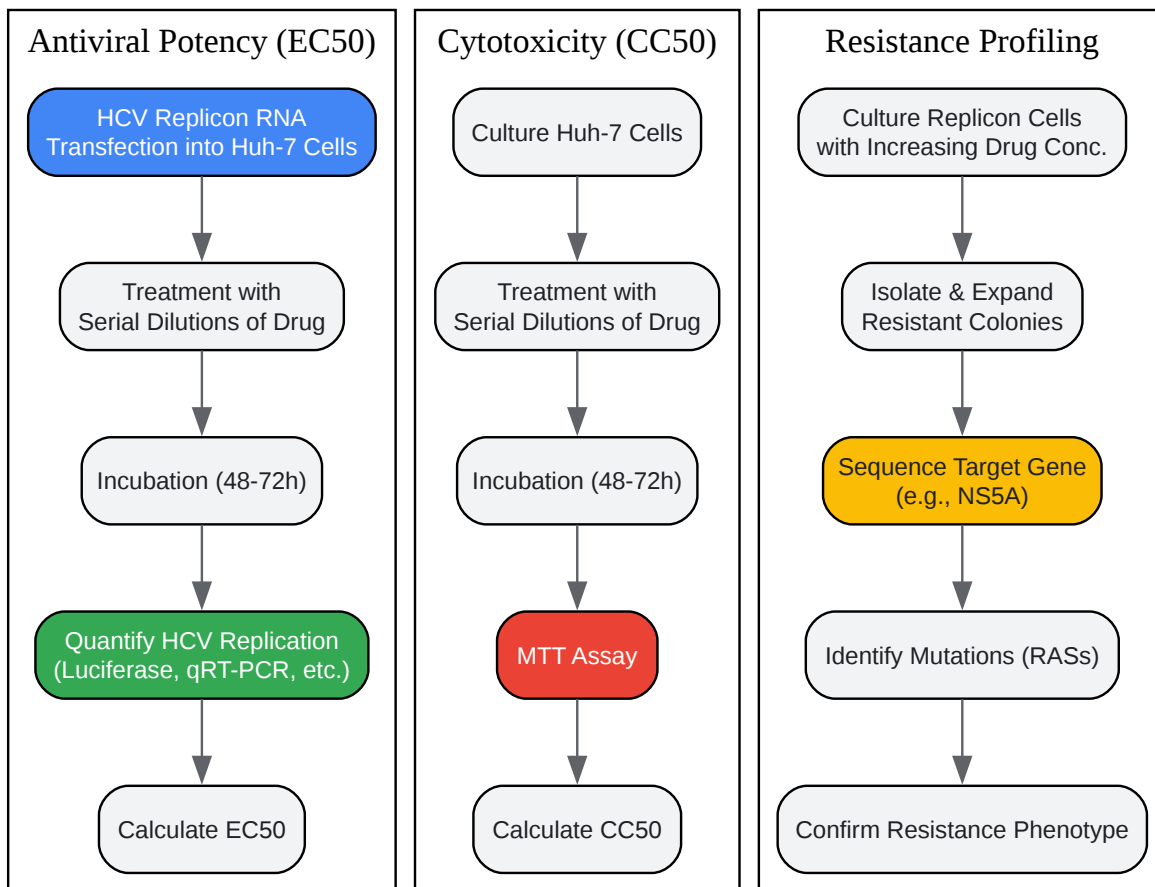 Antiviral Potency (EC50)
HCV Replicon RNA
Transfection into Huh-7 Cells
Treatment with
Serial Dilutions of Drug
Incubation (48-72h)
Quantify HCV Replication
(Luciferase, qRT-PCR, etc.)
Calculate EC50
Cytotoxicity (CC50)
Culture Huh-7 Cells
Treatment with
Serial Dilutions of Drug
Incubation (48-72h)
MTT Assay
Calculate CC50
Resistance Profiling
Culture Replicon Cells
with Increasing Drug Conc.
Isolate & Expand
Resistant Colonies
Sequence Target Gene
(e.g., NS5A)
Identify Mutations (RASs)
Confirm Resistance Phenotype